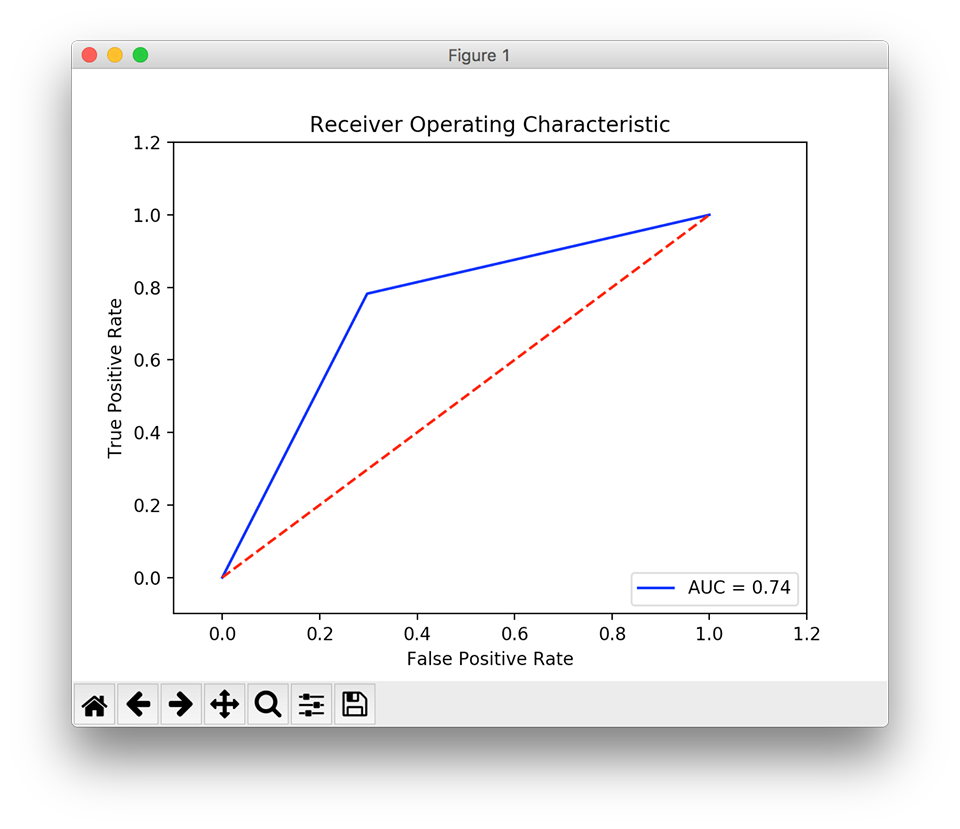 Figure 1
Receiver Operating Characteristic
1.2
1.0
0.8
0.6
0.4
0.2
0.0
True Positive Rate
AUC = 0.74
0.0 0.2 0.4 0.6 0.8 1.0 1.2
False Positive Rate